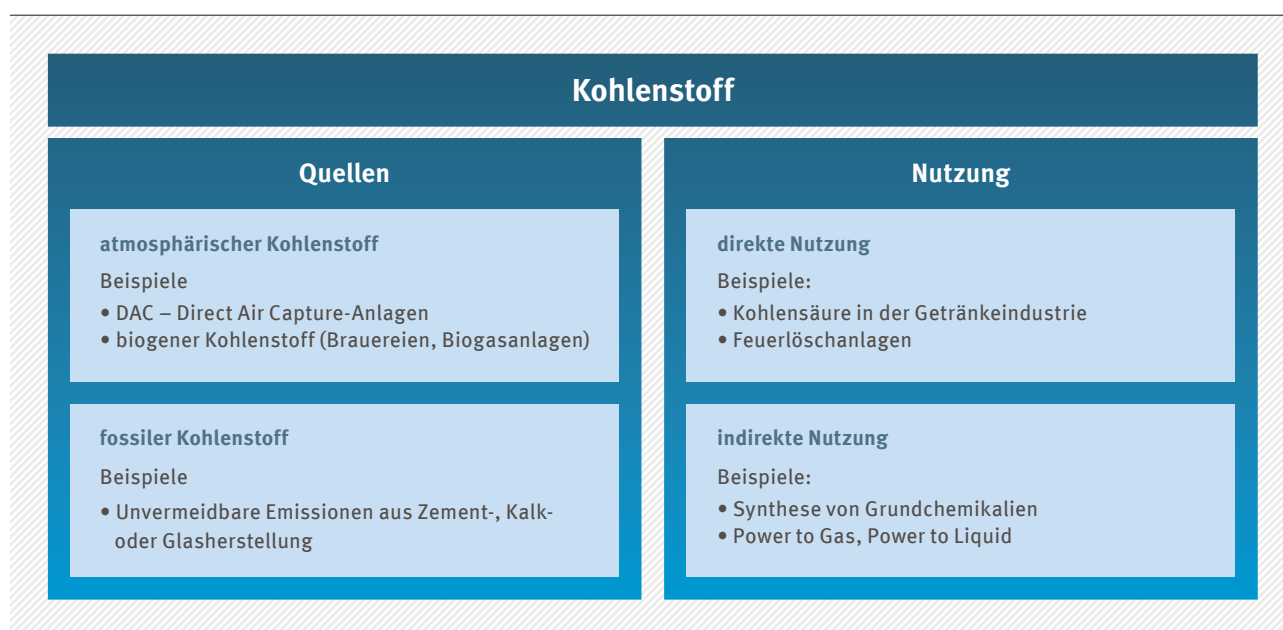 Kohlenstoff
Quellen
atmosphärischer Kohlenstoff
Beispiele
• DAC – Direct Air Capture-Anlagen
• biogener Kohlenstoff (Brauereien, Biogasanlagen)
fossiler Kohlenstoff
Beispiele
• Unvermeidbare Emissionen aus Zement-, Kalk-
oder Glasherstellung
Nutzung
direkte Nutzung
Beispiele:
• Kohlensäure in der Getränkeindustrie
• Feuerlöschanlagen
indirekte Nutzung
Beispiele:
• Synthese von Grundchemikalien
• Power to Gas, Power to Liquid